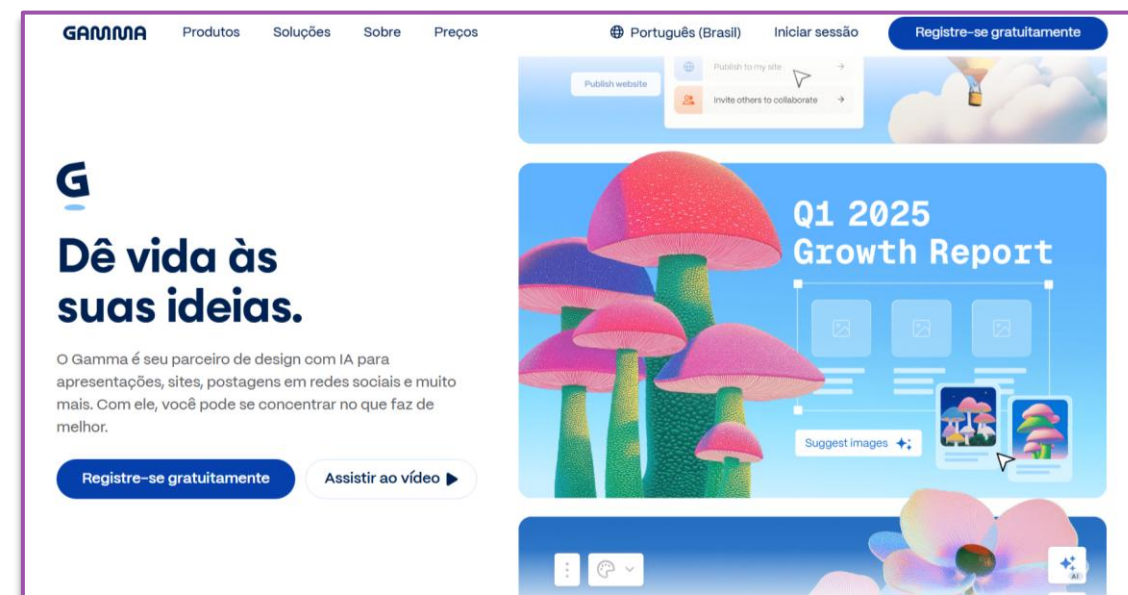 GAMMA
Produtos
Soluções
Sobre
Preços
Português (Brasil)
Iniciar sessão
Registre-se gratuitamente
G
Dê vida às
suas ideias.
O Gamma é seu parceiro de design com IA para
apresentações, sites, postagens em redes sociais e muito
mais. Com ele, você pode se concentrar no que faz de
melhor.
Registre-se gratuitamente
Assistir ao vídeo
Publish website
Publish to my site
Invite others to collaborate
Q1 2025
Growth Report
Suggest images
AI